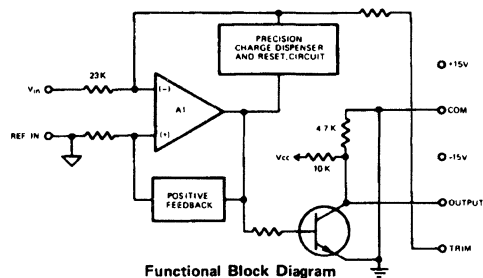 PRECISION
CHARGE DISPENSER
AND RESET, CIRCUIT
+15V
23K
Vin
(−)
A1
COM
REF IN
(+)
4.7K
Vcc
10K
-15V
POSITIVE
FEEDBACK
OUTPUT
TRIM
Functional Block Diagram